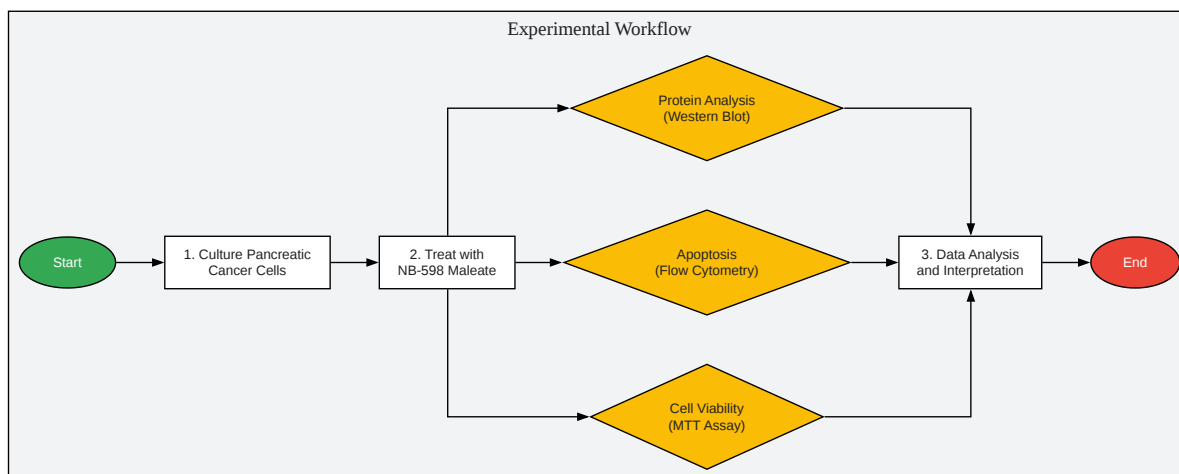 Experimental Workflow
Protein Analysis
(Western Blot)
Start
1. Culture Pancreatic
Cancer Cells
2. Treat with
NB-598 Maleate
Apoptosis
(Flow Cytometry)
3. Data Analysis
and Interpretation
End
Cell Viability
(MTT Assay)